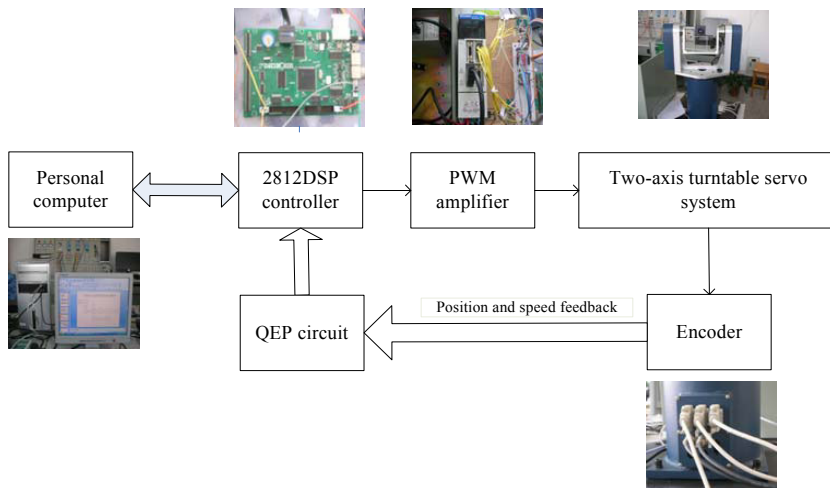 Personal
computer
2812DSP
controller
PWM
amplifier
Two-axis turntable servo
system
Position and speed feedback
QEP circuit
Encoder